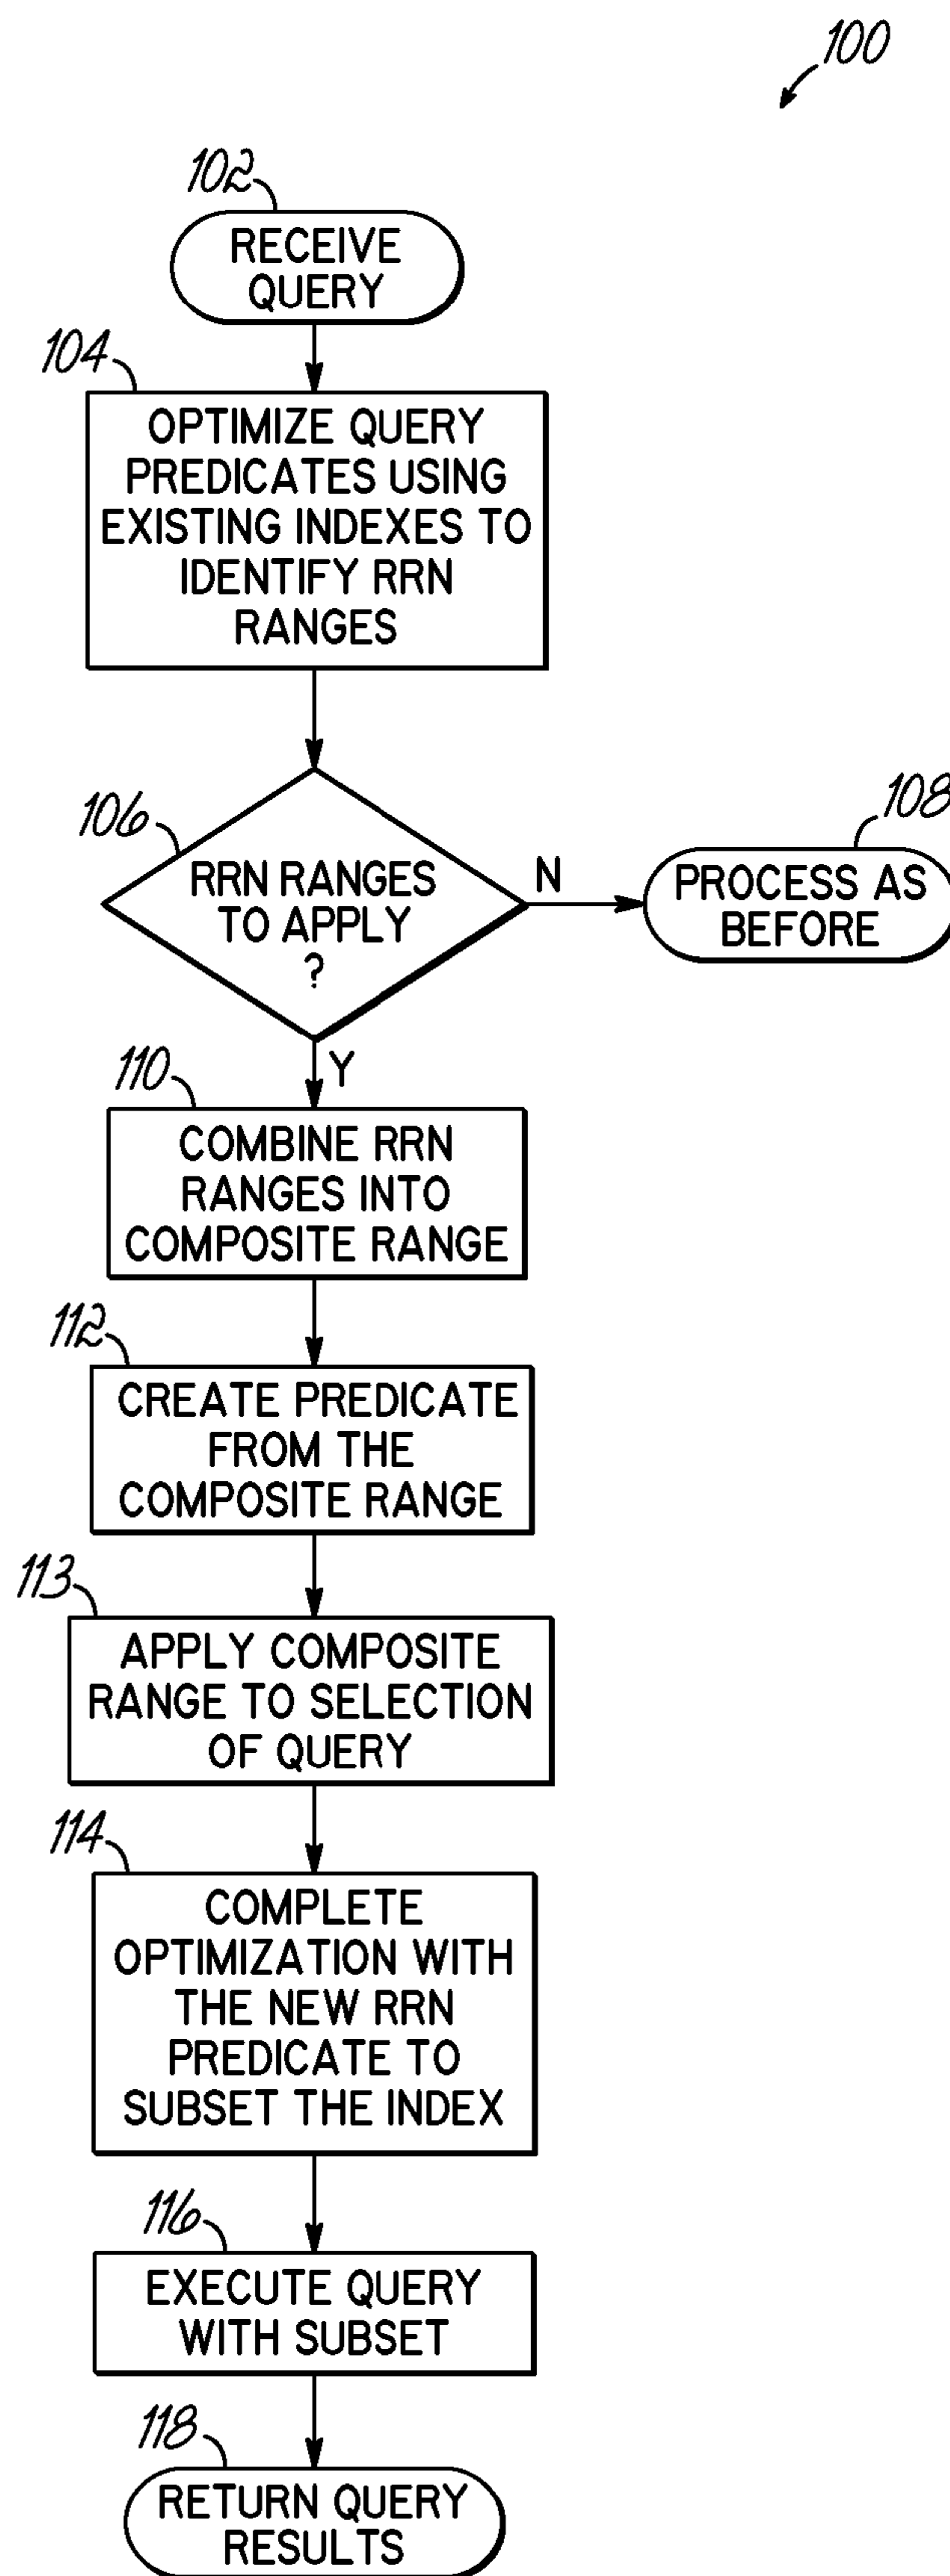 100
102
RECEIVE
QUERY
104
OPTIMIZE QUERY
PREDICATES USING
EXISTING INDEXES TO
IDENTIFY RRN
RANGES
106
RRN RANGES
TO APPLY
?
N
108
PROCESS AS
BEFORE
Y
110
COMBINE RRN
RANGES INTO
COMPOSITE RANGE
112
CREATE PREDICATE
FROM THE
COMPOSITE RANGE
113
APPLY COMPOSITE
RANGE TO SELECTION
OF QUERY
114
COMPLETE
OPTIMIZATION WITH
THE NEW RRN
PREDICATE TO
SUBSET THE INDEX
116
EXECUTE QUERY
WITH SUBSET
118
RETURN QUERY
RESULTS